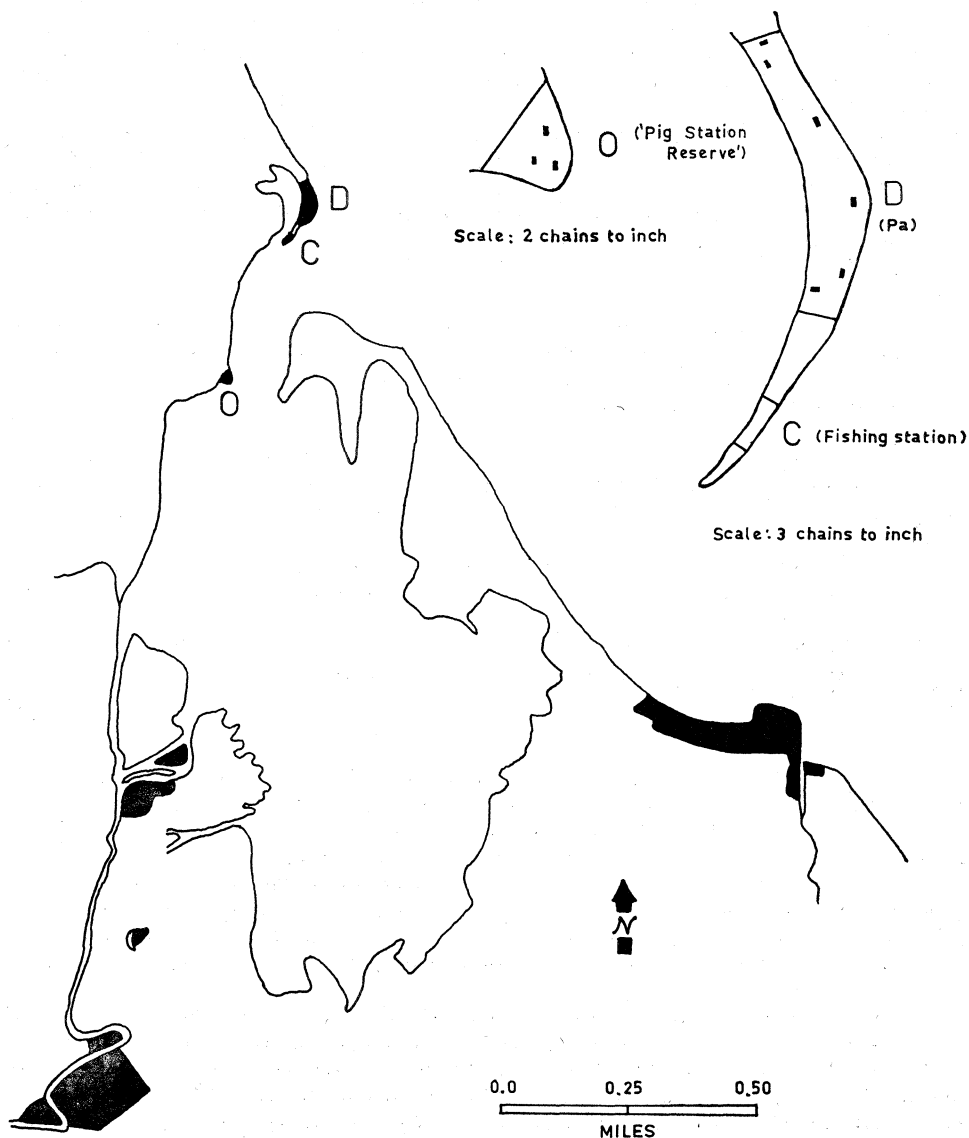 O ('Pig Station
Reserve')
Scale: 2 chains to inch
D
(Pa)
C (Fishing station)
Scale: 3 chains to inch
D
C
O
N
0.0 0.25 0.50
MILES